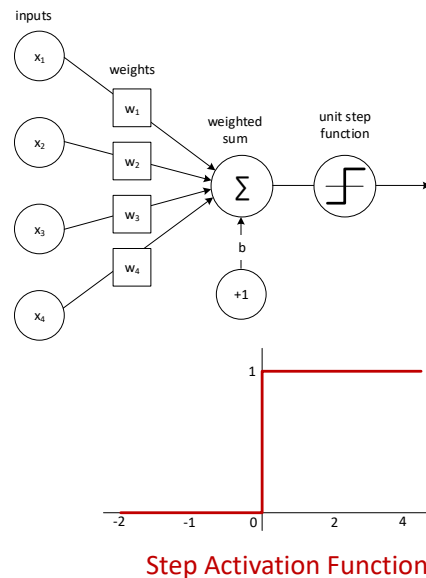 inputs
x1
weights
w1
weighted
sum
unit step
function
x2
w2
Σ
x3
w3
w4
b
x4
+1
1
-2 -1 0 2 4
Step Activation Function